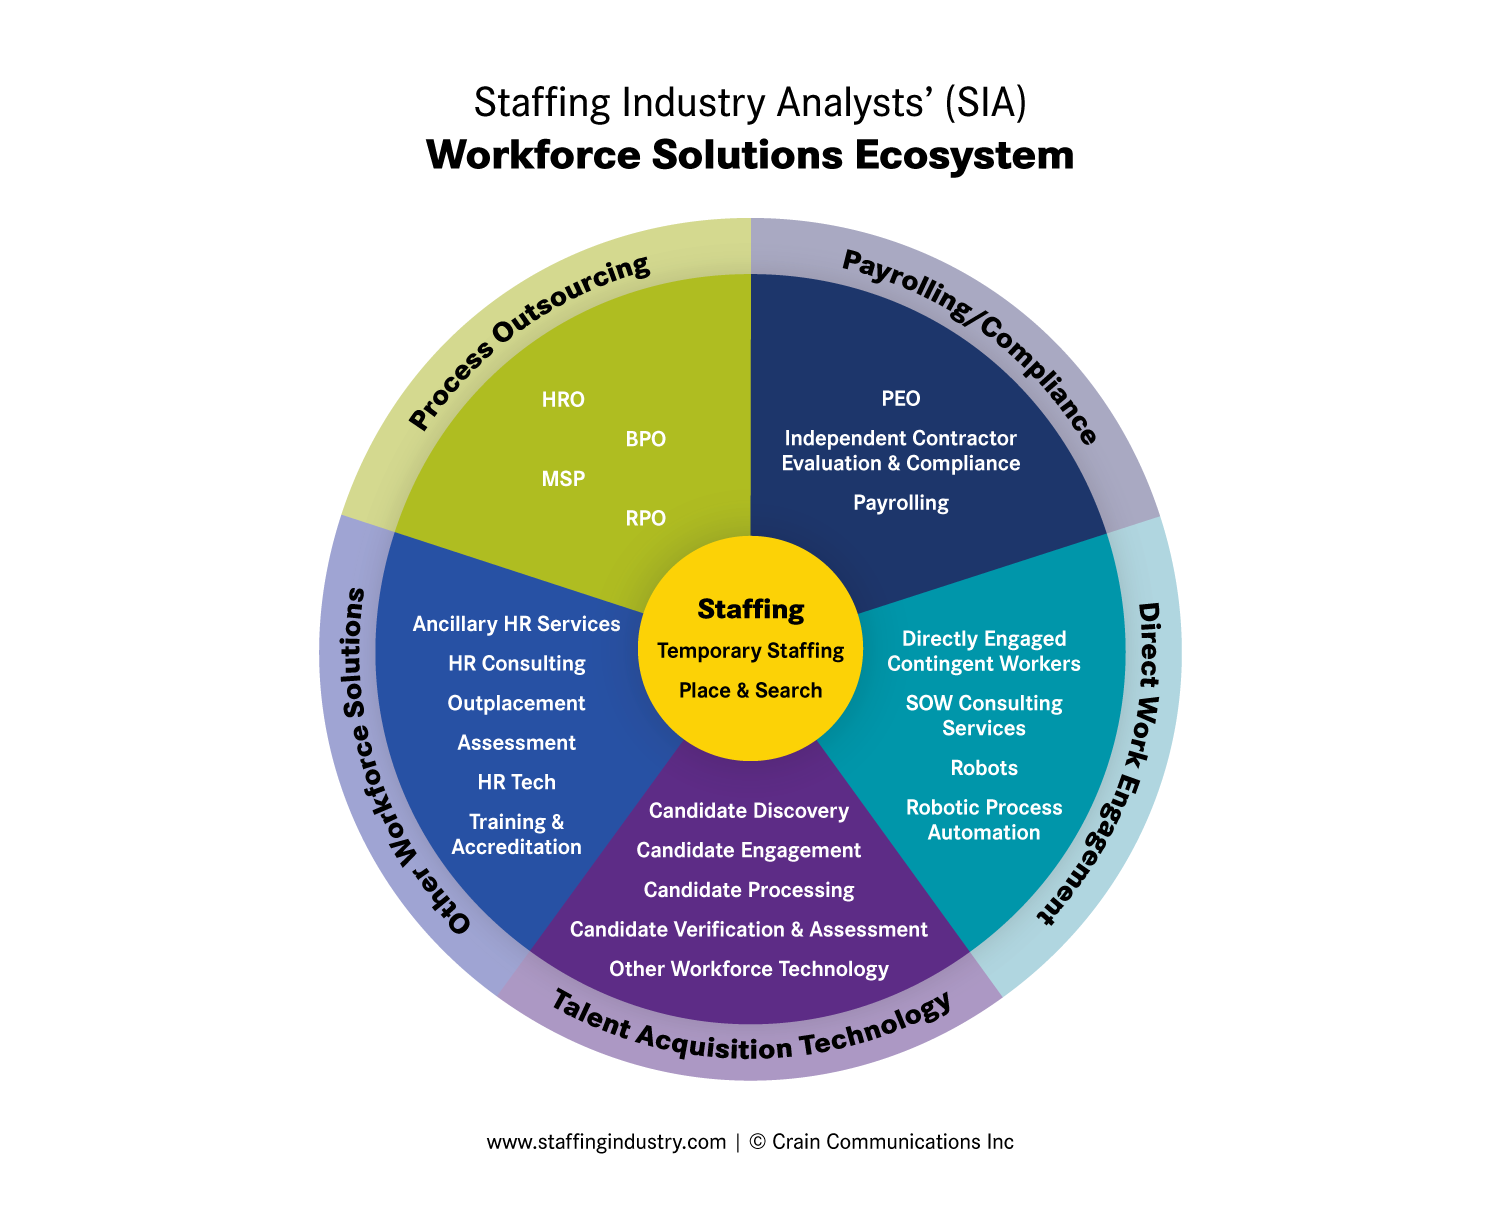 Staffing Industry Analysts’ (SIA)
Workforce Solutions Ecosystem
Process Outsourcing
HRO
BPO
MSP
RPO
Payrolling/Compliance
PEO
Independent Contractor
Evaluation & Compliance
Payrolling
Direct Work Engagement
Directly Engaged
Contingent Workers
SOW Consulting
Services
Robots
Robotic Process
Automation
Talent Acquisition Technology
Candidate Discovery
Candidate Engagement
Candidate Processing
Candidate Verification & Assessment
Other Workforce Technology
Other Workforce Solutions
Ancillary HR Services
HR Consulting
Outplacement
Assessment
HR Tech
Training &
Accreditation
Staffing
Temporary Staffing
Place & Search
www.staffingindustry.com | © Crain Communications Inc